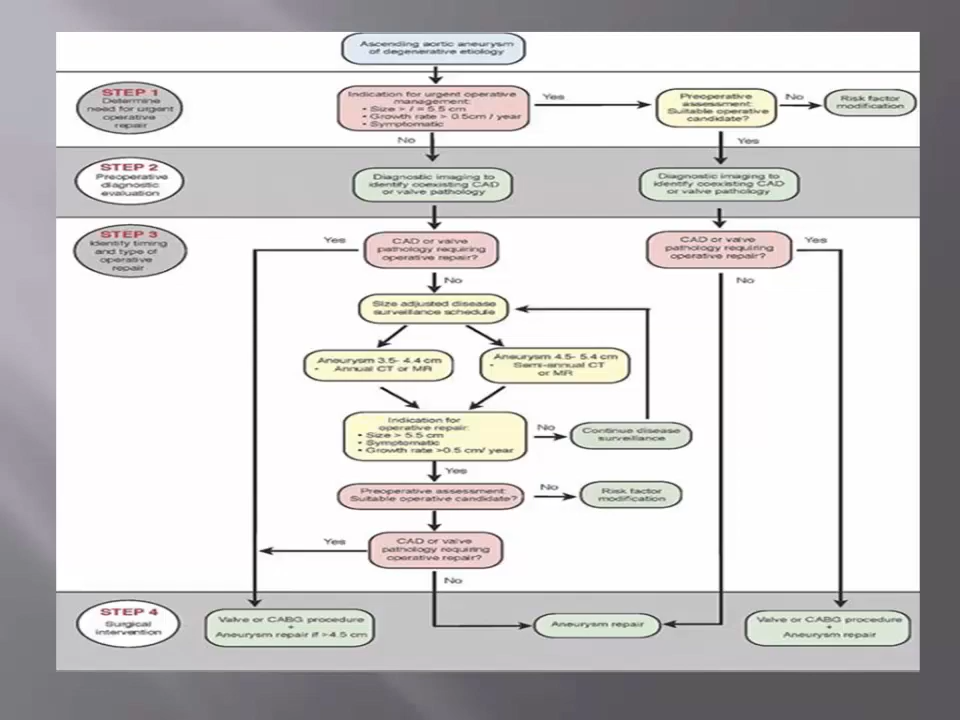 Ascending aortic aneurysm
of degenerative etiology
STEP 1
Determine
need for urgent
operative
repair
Indication for urgent operative
management:
• Size > / = 5.5 cm
• Growth rate > 0.5cm / year
• Symptomatic
Yes
Preoperative
assessment:
Suitable operative
candidate?
No
Risk factor
modification
No
Yes
STEP 2
Preoperative
diagnostic
evaluation
Diagnostic imaging to
identify coexisting CAD
or valve pathology
Diagnostic imaging to
identify coexisting CAD
or valve pathology
STEP 3
Identify timing
and type of
operative
repair
Yes
CAD or valve
pathology requiring
operative repair?
CAD or valve
pathology requiring
operative repair?
Yes
No
No
Size adjusted disease
surveillance schedule
Aneurysm 3.5- 4.4 cm
• Annual CT or MR
Aneurysm 4.5- 5.4 cm
• Semi-annual CT
or MR
Indication for
operative repair:
• Size > 5.5 cm
• Symptomatic
• Growth rate >0.5 cm/ year
No
Continue disease
surveillance
Yes
Preoperative assessment:
Suitable operative candidate?
No
Risk factor
modification
Yes
CAD or valve
pathology requiring
operative repair?
No
STEP 4
Surgical
intervention
Valve or CABG procedure
+
Aneurysm repair if >4.5 cm
Aneurysm repair
Valve or CABG procedure
+
Aneurysm repair